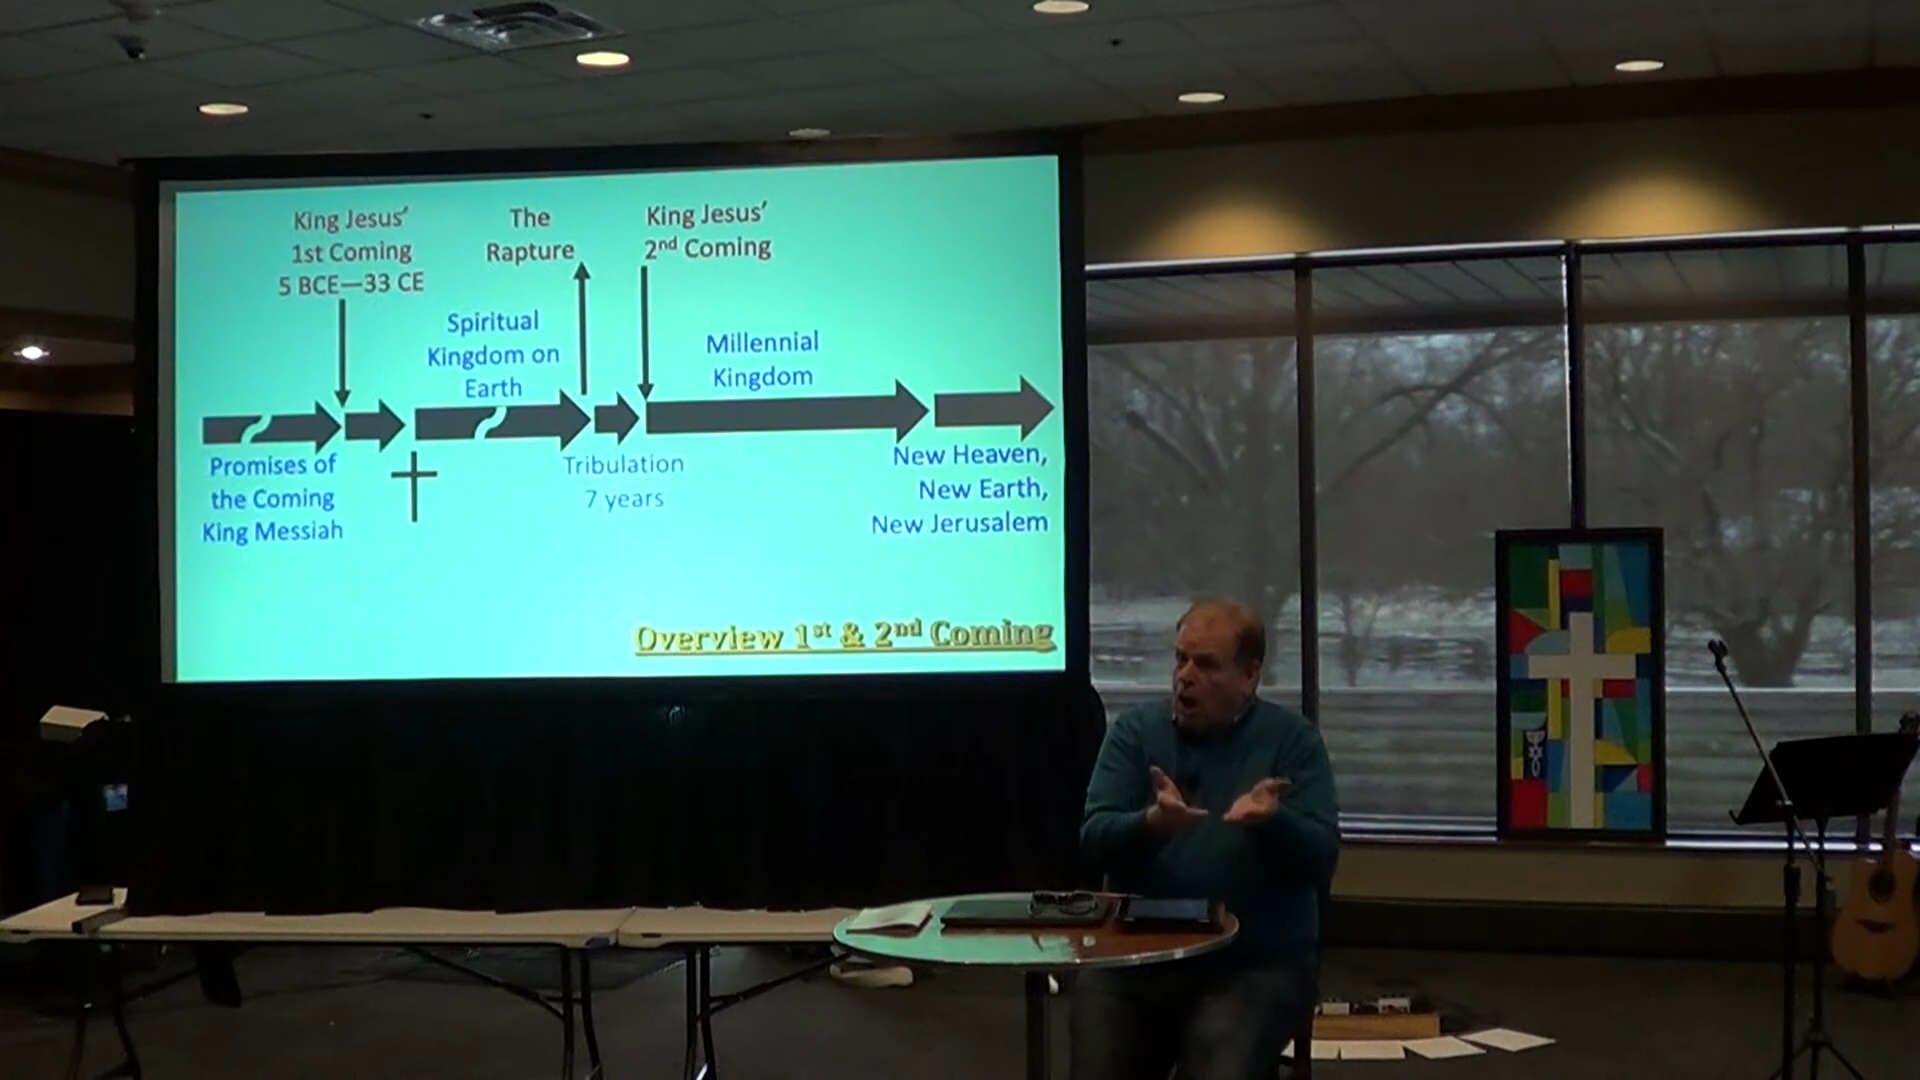 King Jesus'
1st Coming
5 BCE—33 CE
The
Rapture
King Jesus'
2nd Coming
Spiritual
Kingdom on
Earth
Millennial
Kingdom
Promises of
the Coming
King Messiah
Tribulation
7 years
New Heaven,
New Earth,
New Jerusalem
Overview 1st & 2nd Coming